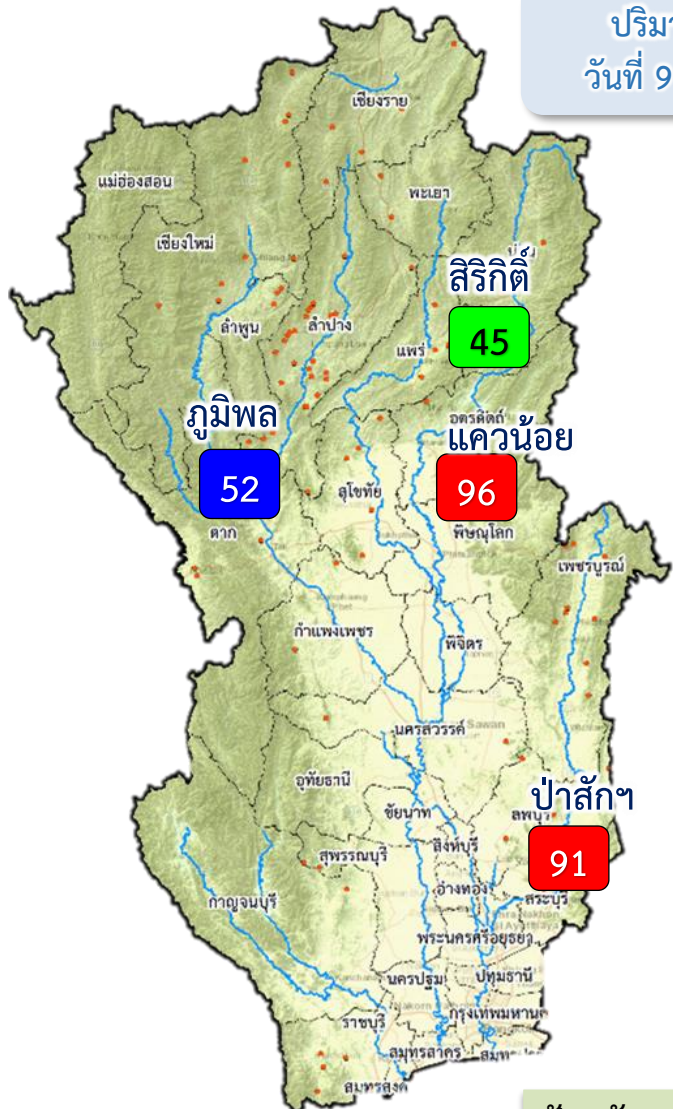 ปริมา
วันที่ 9
เชียงราย
แม่ฮ่องสอน
พะเยา
เชียงใหม่
น่าน
สิริกิติ์
45
ลำพูน
ลำปาง
แพร่
ภูมิพล
52
อุตรดิตถ์
แควน้อย
96
สุโขทัย
ตาก
พิษณุโลก
เพชรบูรณ์
กำแพงเพชร
พิจิตร
นครสวรรค์
Sawan
อุทัยธานี
ป่าสักฯ
91
ชัยนาท
ลพบุรี
สิงห์บุรี
สุพรรณบุรี
อ่างทอง
สระบุรี
กาญจนบุรี
พระนครศรีอยุธยา
นครปฐม
ปทุมธานี
ราชบุรี
กรุงเทพมหานค
สมุทรสาคร
สมุทรสงค